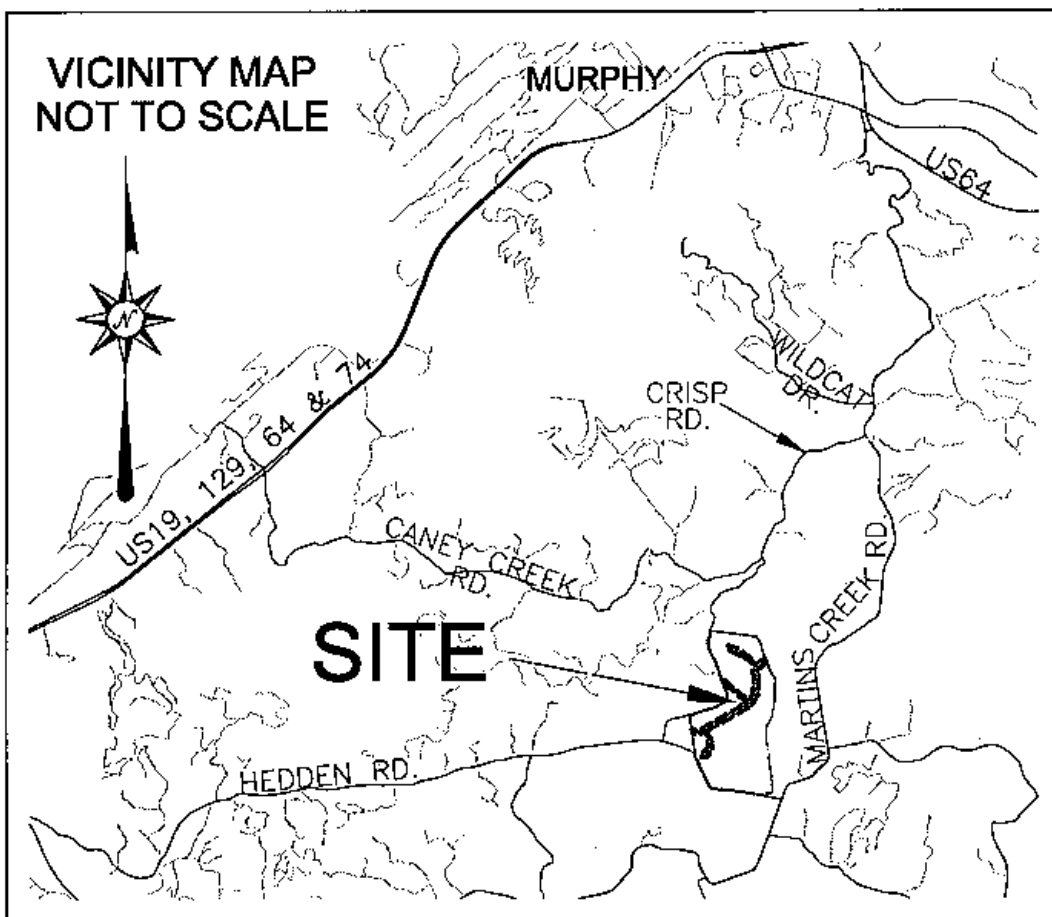 VICINITY MAP
NOT TO SCALE
MURPHY
US64
N
WILDCAT
DR.
CRISP
RD.
US19, 129, 64 & 74
CANEY CREEK
RD.
MARTINS CREEK RD.
SITE
HEDDEN RD.